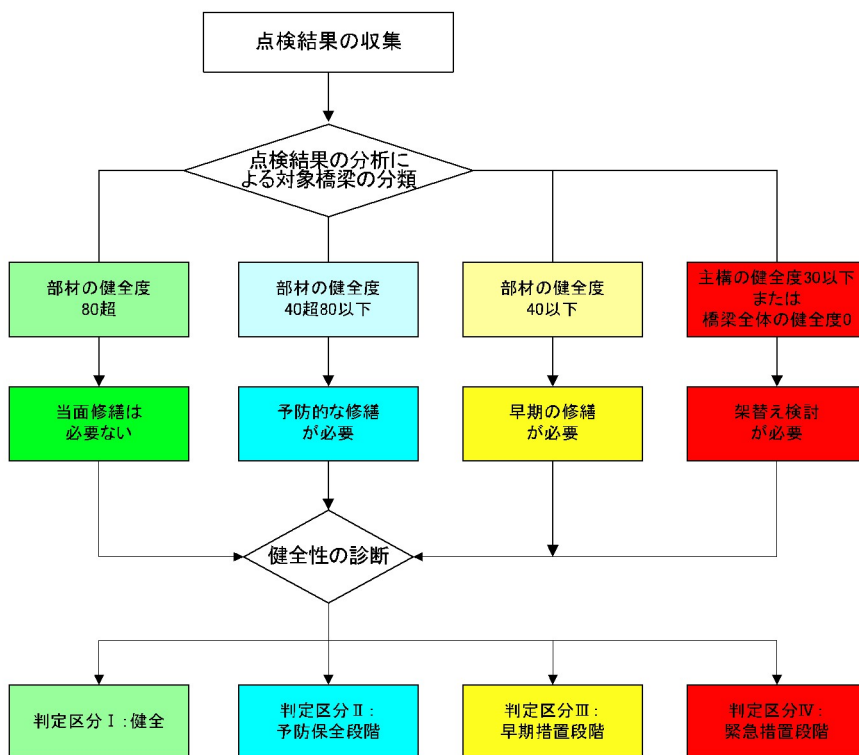 点検結果の収集
点検結果の分析に
よる対象橋梁の分類
部材の健全度
80超
部材の健全度
40超80以下
部材の健全度
40以下
主構の健全度30以下
または
橋梁全体の健全度0
当面修繕は
必要ない
予防的な修繕
が必要
早期の修繕
が必要
架替え検討
が必要
健全性の診断
判定区分Ⅰ:健全
判定区分Ⅱ:
予防保全段階
判定区分Ⅲ:
早期措置段階
判定区分Ⅳ:
緊急措置段階